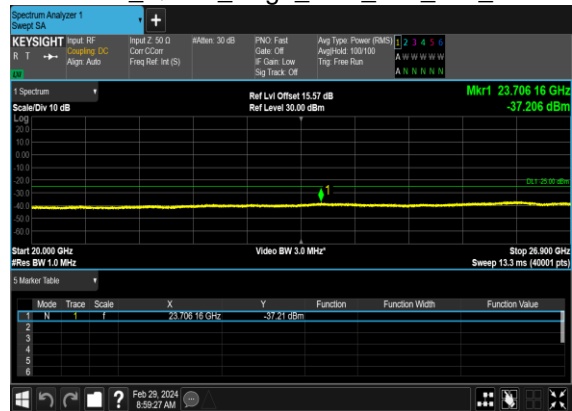 Spectrum Analyzer 1
Swept SA
+
KEYSIGHT Input: RF Input Z: 50 Ω #Atten: 30 dB PNO: Fast Avg Type: Power (RMS) 1 2 3 4 5 6
R T Coupling: DC Corr CCorr Gate: Off Avg|Hold: 100/100 A W W W W W
Align: Auto Freq Ref: Int (S) IF Gain: Low Trig: Free Run
LW Sig Track: Off A N N N N N
1 Spectrum Ref Lvl Offset 15.57 dB Mkr1 23.706 16 GHz
Scale/Div 10 dB Ref Level 30.00 dBm -37.206 dBm
Log
20.0
10.0
0.00
-10.0
-20.0 DL1 -25.00 dBm
-30.0 1
-40.0
-50.0
-60.0
Start 20.000 GHz Video BW 3.0 MHz* Stop 26.900 GHz
#Res BW 1.0 MHz Sweep 13.3 ms (40001 pts)
5 Marker Table
Mode Trace Scale X Y Function Function Width Function Value
1 N 1 f 23.706 16 GHz -37.21 dBm
2
3
4
5
6
? Feb 29, 2024
8:59:27 AM